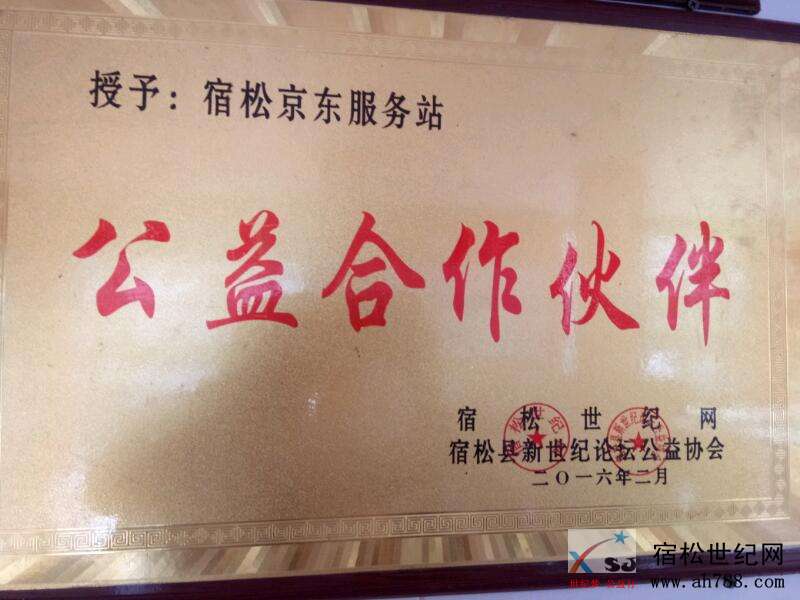 授予：宿松京东服务站
公益合作伙伴
宿松世纪网
宿松县新世纪论坛公益协会
二〇一六年二月
XSJ
宿松世纪网
www.ah788.com